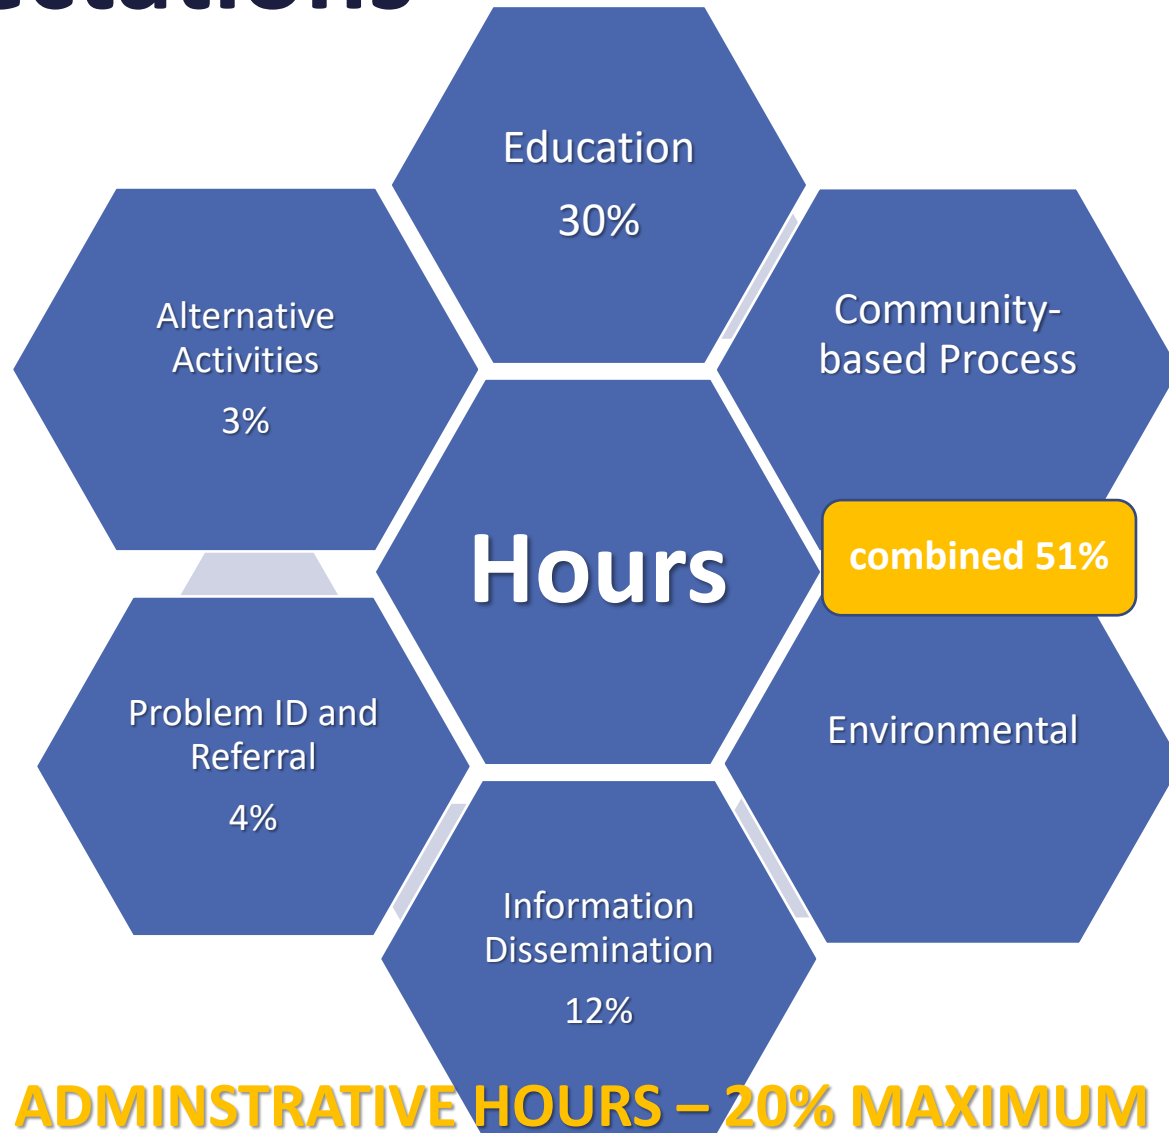 Education
30%
Community-
based Process
Alternative
Activities
3%
Hours
combined 51%
Problem ID and
Referral
4%
Environmental
Information
Dissemination
12%
ADMINSTRATIVE HOURS – 20% MAXIMUM